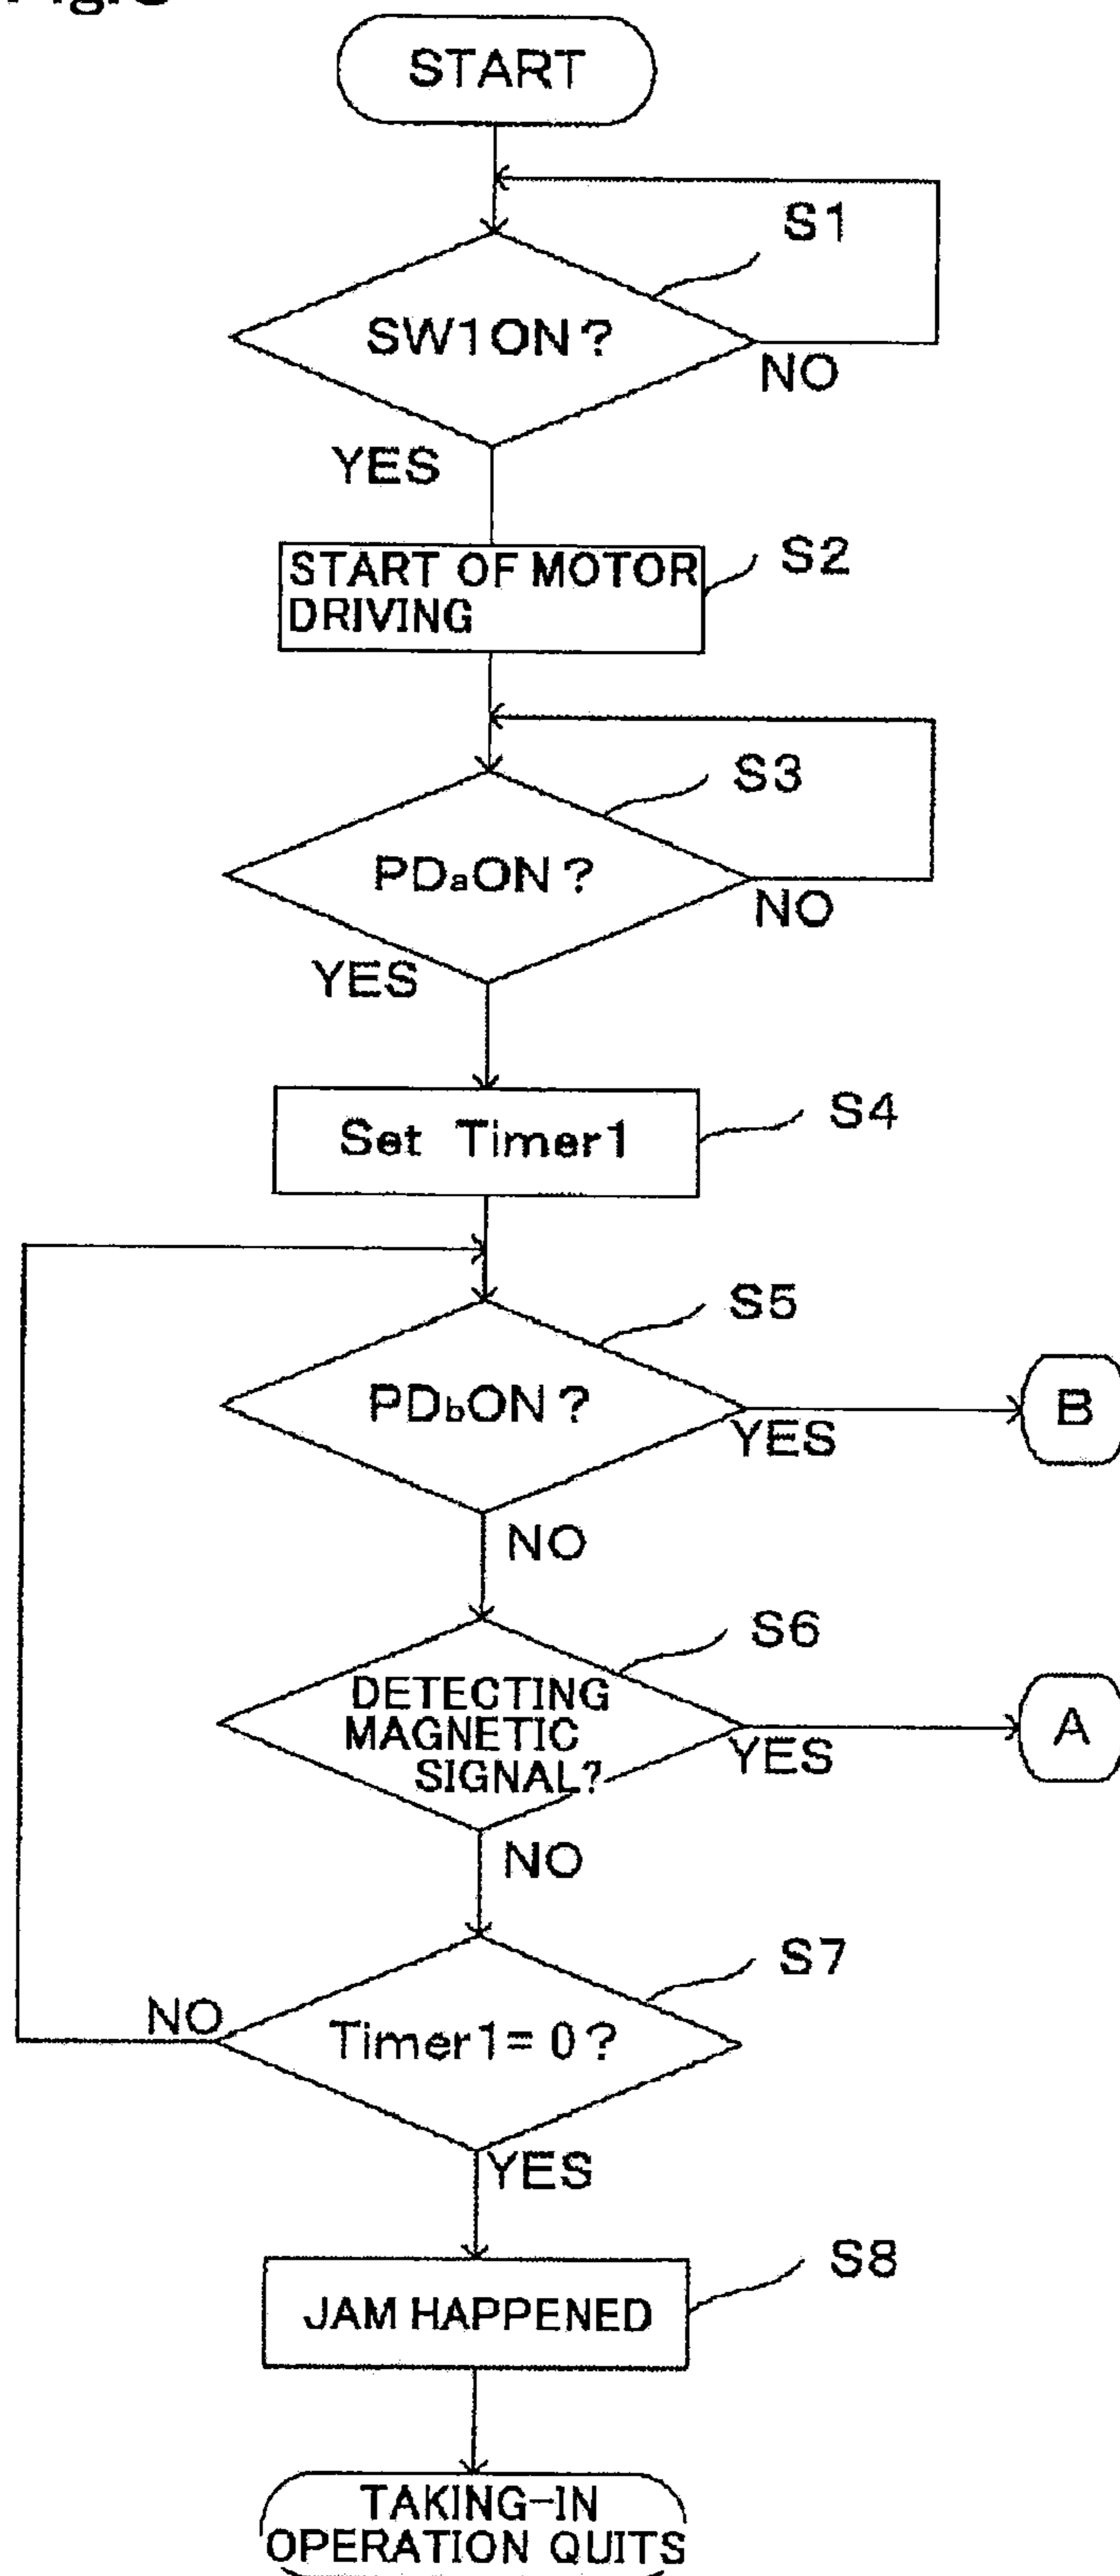 START
S1
SW1ON?
NO
YES
S2
START OF MOTOR
DRIVING
S3
PDaON?
NO
YES
S4
Set Timer1
S5
PDbON?
B
YES
NO
S6
DETECTING
MAGNETIC
SIGNAL?
A
YES
NO
S7
NO
Timer1=0?
YES
S8
JAM HAPPENED
TAKING-IN
OPERATION QUITS